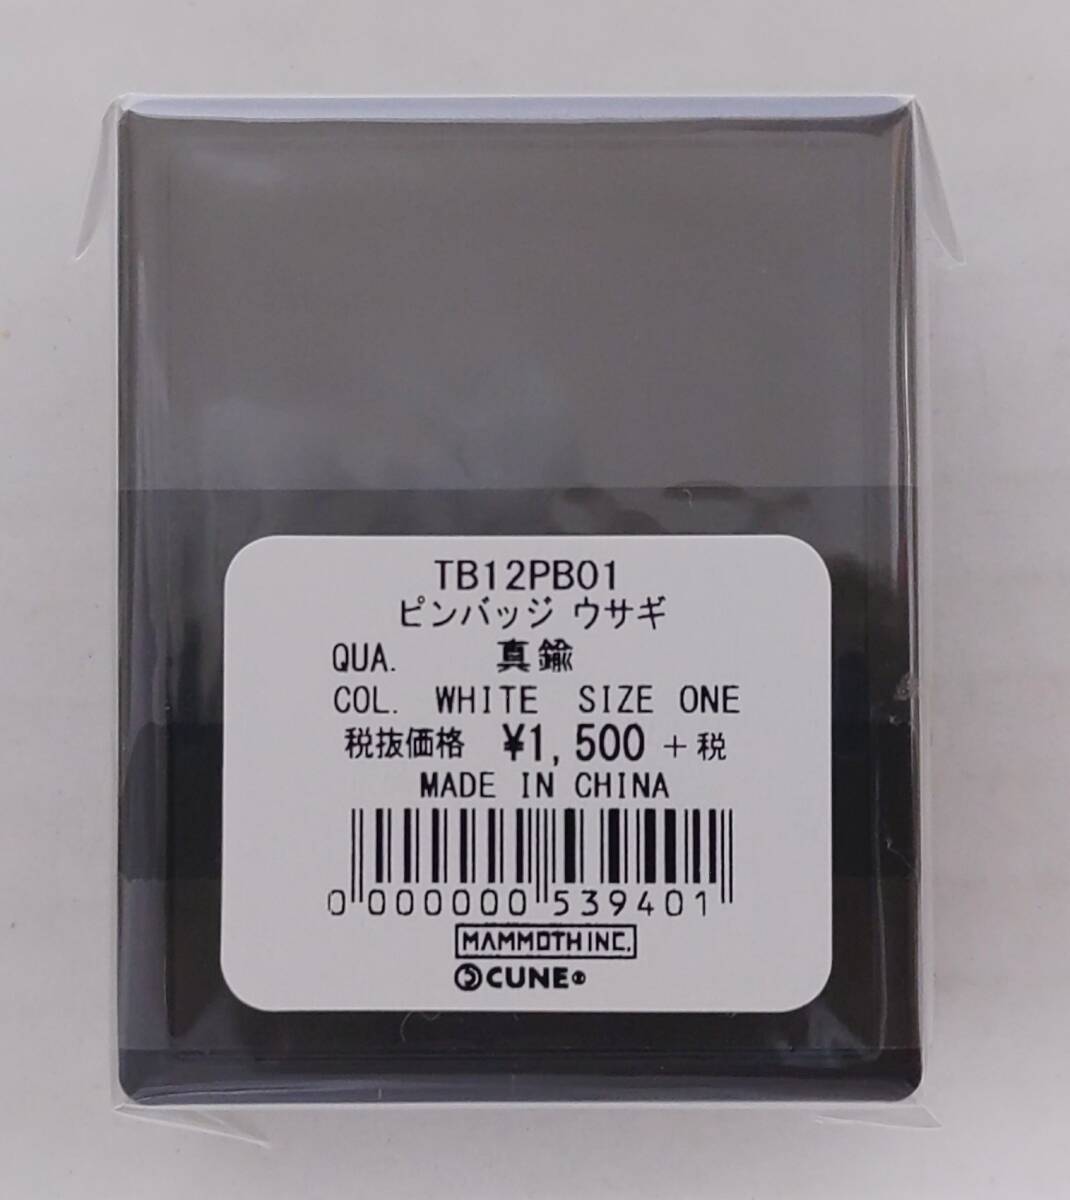 TB12PB01
ピンバッジ ウサギ
QUA. 真鍮
COL. WHITE SIZE ONE
税抜価格 ¥1,500 +税
MADE IN CHINA
0 000000 539401
MAMMOTH INC.
CUNE®